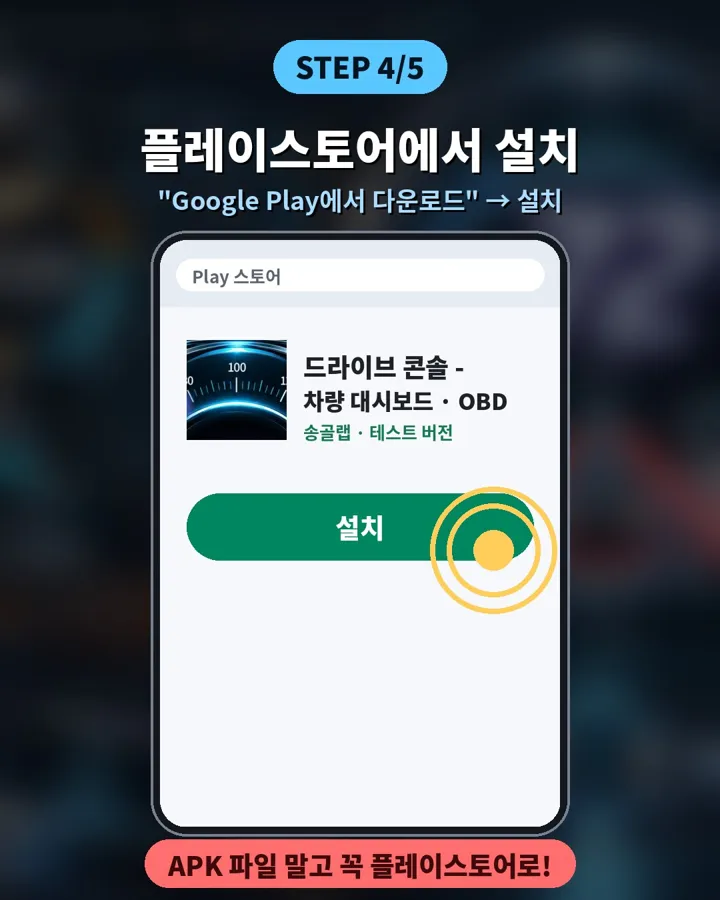 STEP 4/5
플레이스토어에서 설치
"Google Play에서 다운로드" → 설치
Play 스토어
100
드라이브 콘솔 -
차량 대시보드 · OBD
송골랩 · 테스트 버전
설치
APK 파일 말고 꼭 플레이스토어로!